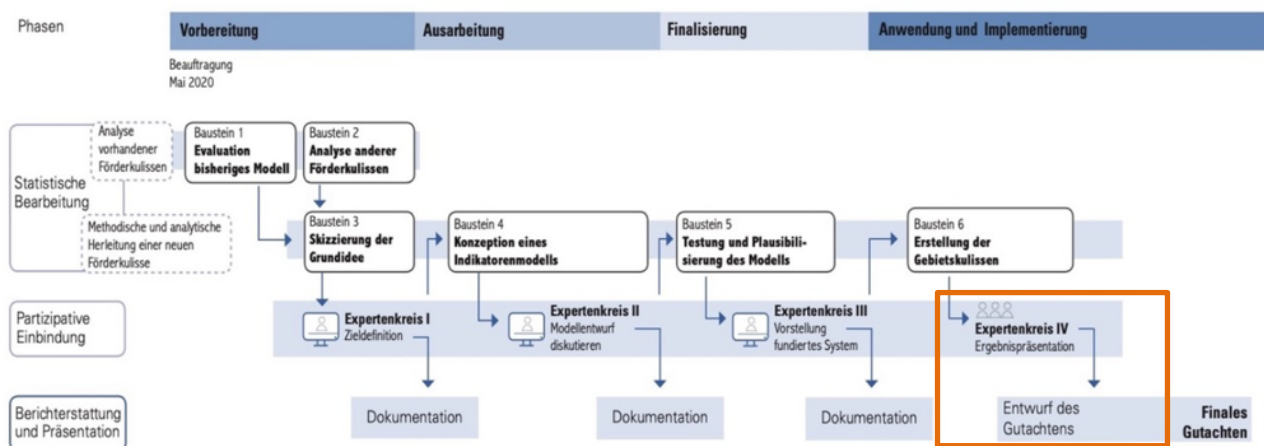 Phasen
Vorbereitung
Ausarbeitung
Finalisierung
Anwendung und Implementierung
Beauftragung
Mai 2020
Statistische
Bearbeitung
Analyse
vorhandener
Förderkulissen
Methodische und analytische
Herleitung einer neuen
Förderkulisse
Baustein 1
Evaluation
bisheriges Modell
Baustein 2
Analyse anderer
Förderkulissen
Baustein 3
Skizzierung der
Grundidee
Baustein 4
Konzeption eines
Indikatorenmodells
Baustein 5
Testung und Plausibili-
sierung des Modells
Baustein 6
Erstellung der
Gebietskulissen
Partizipative
Einbindung
Expertenkreis I
Zieldefinition
Expertenkreis II
Modellentwurf
diskutieren
Expertenkreis III
Vorstellung
fundiertes System
Expertenkreis IV
Ergebnispräsentation
Berichterstattung
und Präsentation
Dokumentation
Dokumentation
Dokumentation
Entwurf des
Gutachtens
Finales
Gutachten